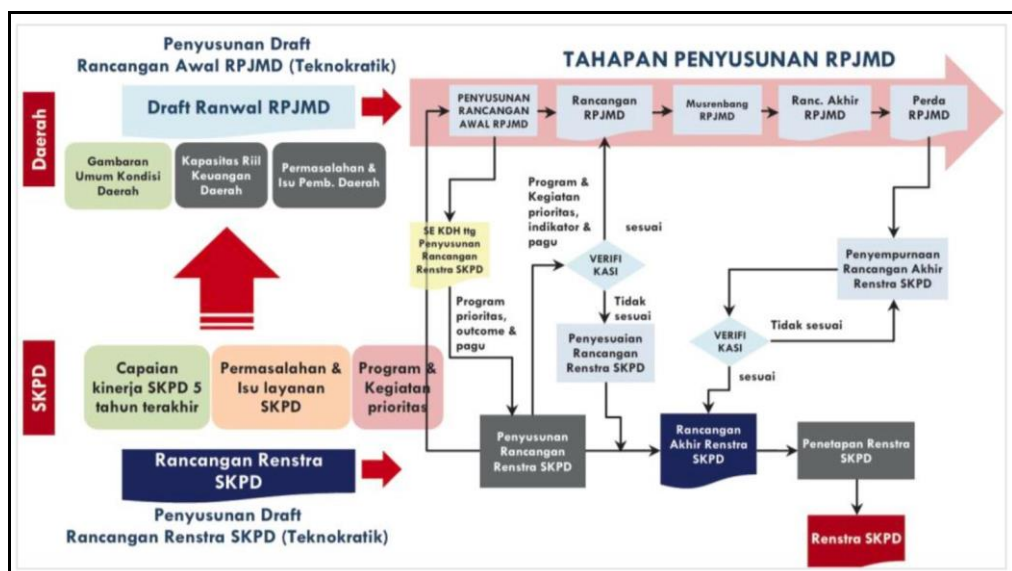 Penyusunan Draft
Rancangan Awal RPJMD (Teknokratik)
TAHAPAN PENYUSUNAN RPJMD
Daerah
Draft Ranwal RPJMD
PENYUSUNAN
RANCANGAN
AWAL RPJMD
Rancangan
RPJMD
Musrenbang
RPJMD
Ranc. Akhir
RPJMD
Perda
RPJMD
Gambaran
Umum Kondisi
Daerah
Kapasitas Riil
Keuangan
Daerah
Permasalahan &
Isu Pemb. Daerah
SE KDH ttg
Penyusunan
Rancangan
Renstra SKPD
Program &
Kegiatan
prioritas,
indikator &
pagu
sesuai
VERIFI
KASI
Penyempurnaan
Rancangan Akhir
Renstra SKPD
Program
prioritas,
outcome &
pagu
Tidak
sesuai
Penyesuaian
Rancangan
Renstra SKPD
VERIFI
KASI
Tidak sesuai
sesuai
SKPD
Capaian
kinerja SKPD 5
tahun terakhir
Permasalahan &
Isu layanan
SKPD
Program &
Kegiatan
prioritas
Penyusunan
Rancangan
Renstra SKPD
Rancangan
Akhir Renstra
SKPD
Penetapan Renstra
SKPD
Rancangan Renstra
SKPD
Penyusunan Draft
Rancangan Renstra SKPD (Teknokratik)
Renstra SKPD